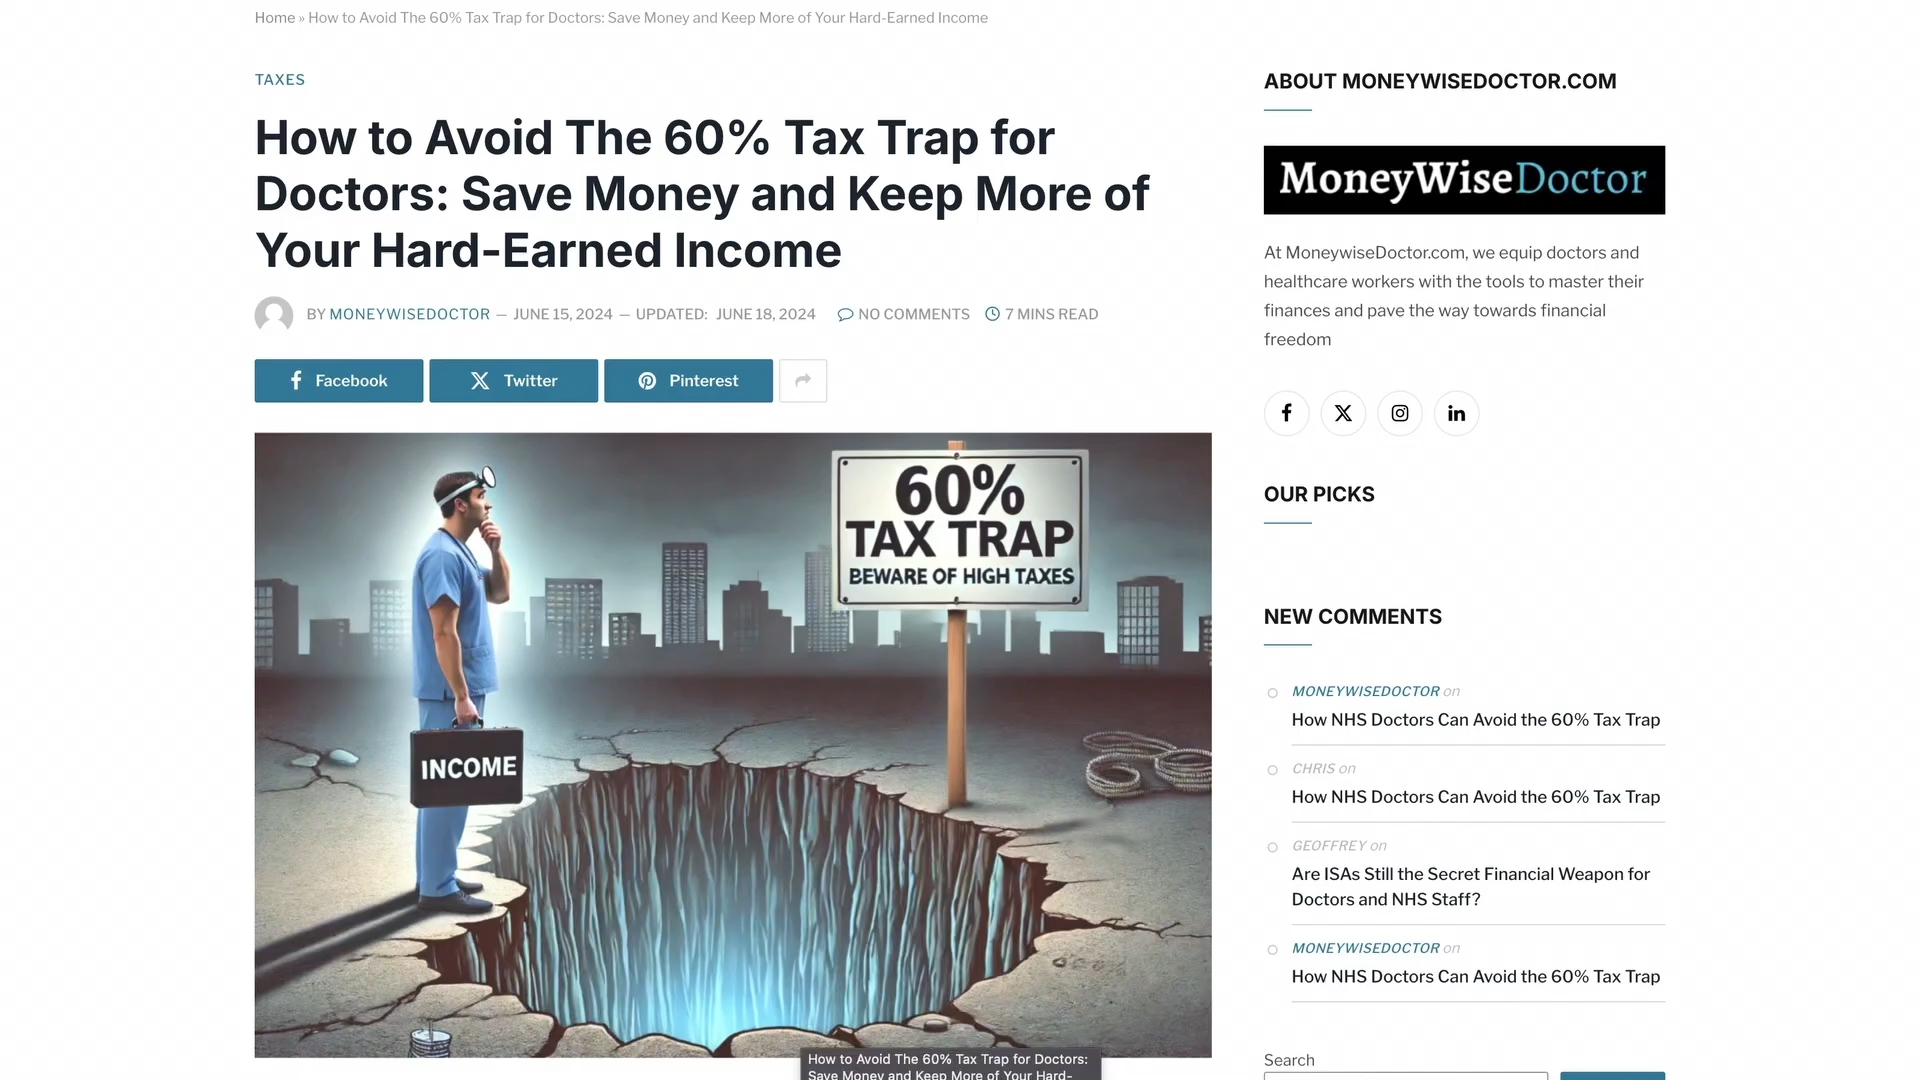 Home » How to Avoid The 60% Tax Trap for Doctors: Save Money and Keep More of Your Hard-Earned Income
TAXES
How to Avoid The 60% Tax Trap for
Doctors: Save Money and Keep More of
Your Hard-Earned Income
BY MONEYWISEDOCTOR — JUNE 15, 2024 — UPDATED: JUNE 18, 2024 NO COMMENTS 7 MINS READ
Facebook Twitter Pinterest
60%
TAX TRAP
BEWARE OF HIGH TAXES
INCOME
How to Avoid The 60% Tax Trap for Doctors:
Save Money and Keep More of Your Hard-
ABOUT MONEYWISEDOCTOR.COM
MoneyWiseDoctor
At MoneywiseDoctor.com, we equip doctors and
healthcare workers with the tools to master their
finances and pave the way towards financial
freedom
OUR PICKS
NEW COMMENTS
MONEYWISEDOCTOR on
How NHS Doctors Can Avoid the 60% Tax Trap
CHRIS on
How NHS Doctors Can Avoid the 60% Tax Trap
GEOFFREY on
Are ISAs Still the Secret Financial Weapon for
Doctors and NHS Staff?
MONEYWISEDOCTOR on
How NHS Doctors Can Avoid the 60% Tax Trap
Search